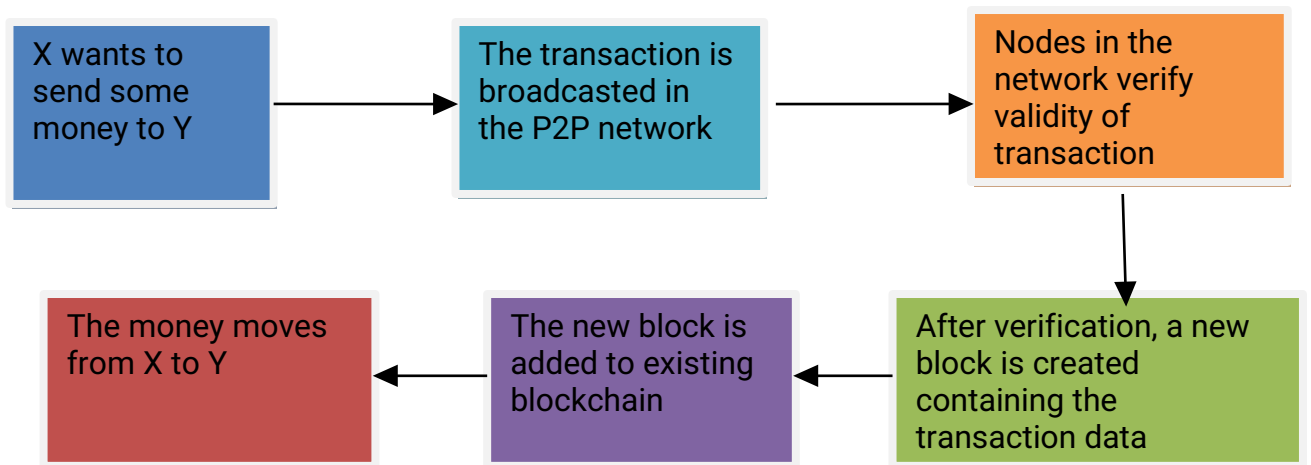 X wants to
send some
money to Y
The transaction is
broadcasted in
the P2P network
Nodes in the
network verify
validity of
transaction
After verification, a new
block is created
containing the
transaction data
The new block is
added to existing
blockchain
The money moves
from X to Y